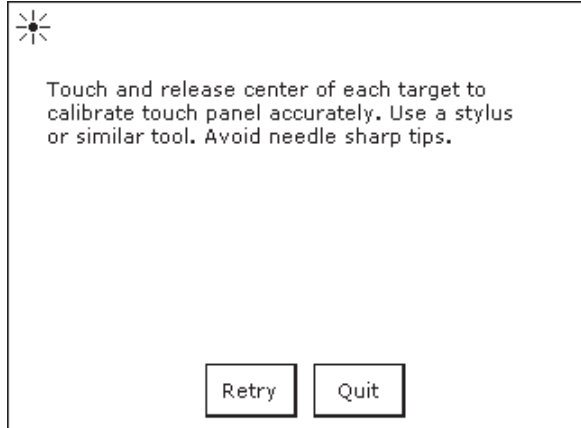 Touch and release center of each target to
calibrate touch panel accurately. Use a stylus
or similar tool. Avoid needle sharp tips.
Retry
Quit